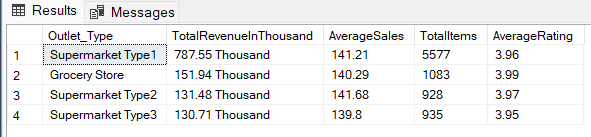 Results Messages
Outlet_Type TotalRevenueInThousand AverageSales TotalItems AverageRating
1 Supermarket Type1 787.55 Thousand 141.21 5577 3.96
2 Grocery Store 151.94 Thousand 140.29 1083 3.99
3 Supermarket Type2 131.48 Thousand 141.68 928 3.97
4 Supermarket Type3 130.71 Thousand 139.8 935 3.95